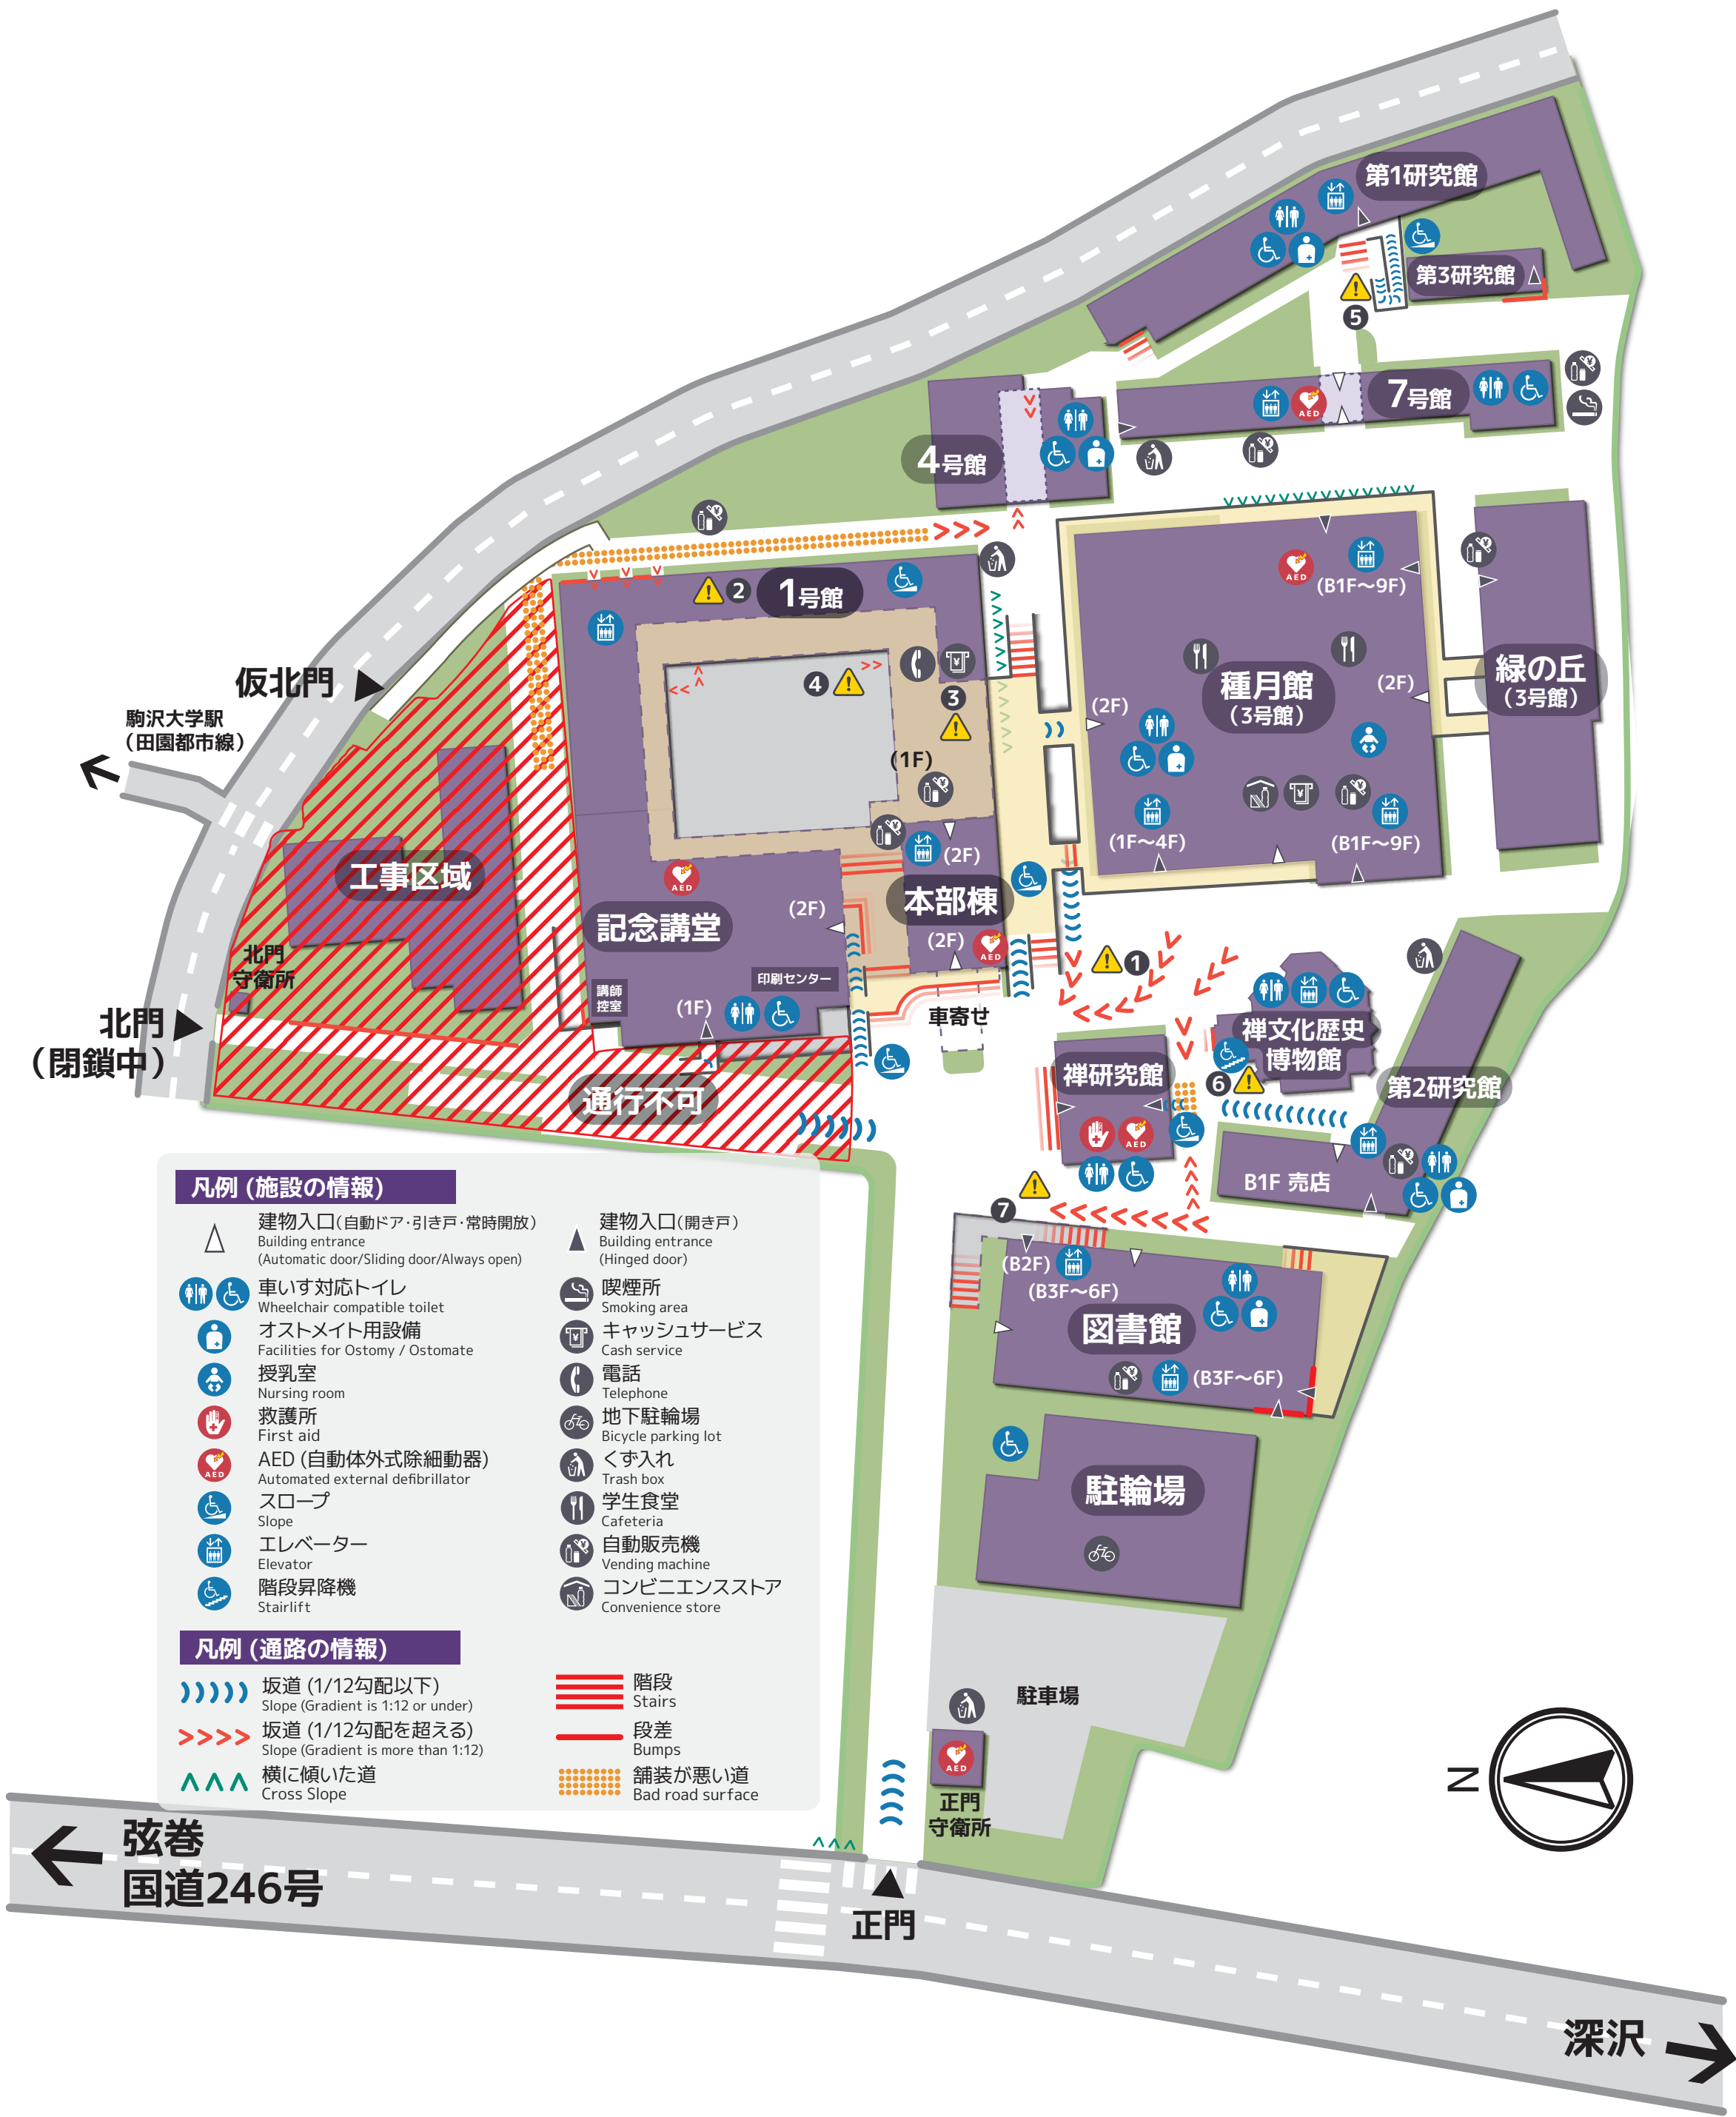 第1研究館
第3研究館
5
7号館
AED
4号館
2
1号館
AED
(B1F〜9F)
仮北門
駒沢大学駅
(田園都市線)
4
3
種月館
(3号館)
(2F)
(2F)
緑の丘
(3号館)
(1F)
(2F)
(1F〜4F)
(B1F〜9F)
工事区域
AED
本部棟
記念講堂
(2F)
(2F)
AED
1
北門
守衛所
印刷センター
講師
控室
(1F)
車寄せ
北門
(閉鎖中)
禅文化歴史
博物館
禅研究館
6
第2研究館
通行不可
AED
B1F 売店
7
(B2F)
(B3F〜6F)
図書館
(B3F〜6F)
駐輪場
駐車場
AED
正門
守衛所
凡例 (施設の情報)
建物入口(自動ドア・引き戸・常時開放)
Building entrance
(Automatic door/Sliding door/Always open)
建物入口(開き戸)
Building entrance
(Hinged door)
車いす対応トイレ
Wheelchair compatible toilet
喫煙所
Smoking area
オストメイト用設備
Facilities for Ostomy / Ostomate
キャッシュサービス
Cash service
授乳室
Nursing room
電話
Telephone
救護所
First aid
地下駐輪場
Bicycle parking lot
AED
AED (自動体外式除細動器)
Automated external defibrillator
くず入れ
Trash box
スロープ
Slope
学生食堂
Cafeteria
エレベーター
Elevator
自動販売機
Vending machine
階段昇降機
Stairlift
コンビニエンスストア
Convenience store
凡例 (通路の情報)
坂道 (1/12勾配以下)
Slope (Gradient is 1:12 or under)
階段
Stairs
坂道 (1/12勾配を超える)
Slope (Gradient is more than 1:12)
段差
Bumps
横に傾いた道
Cross Slope
舗装が悪い道
Bad road surface
N
弦巻
国道246号
正門
深沢